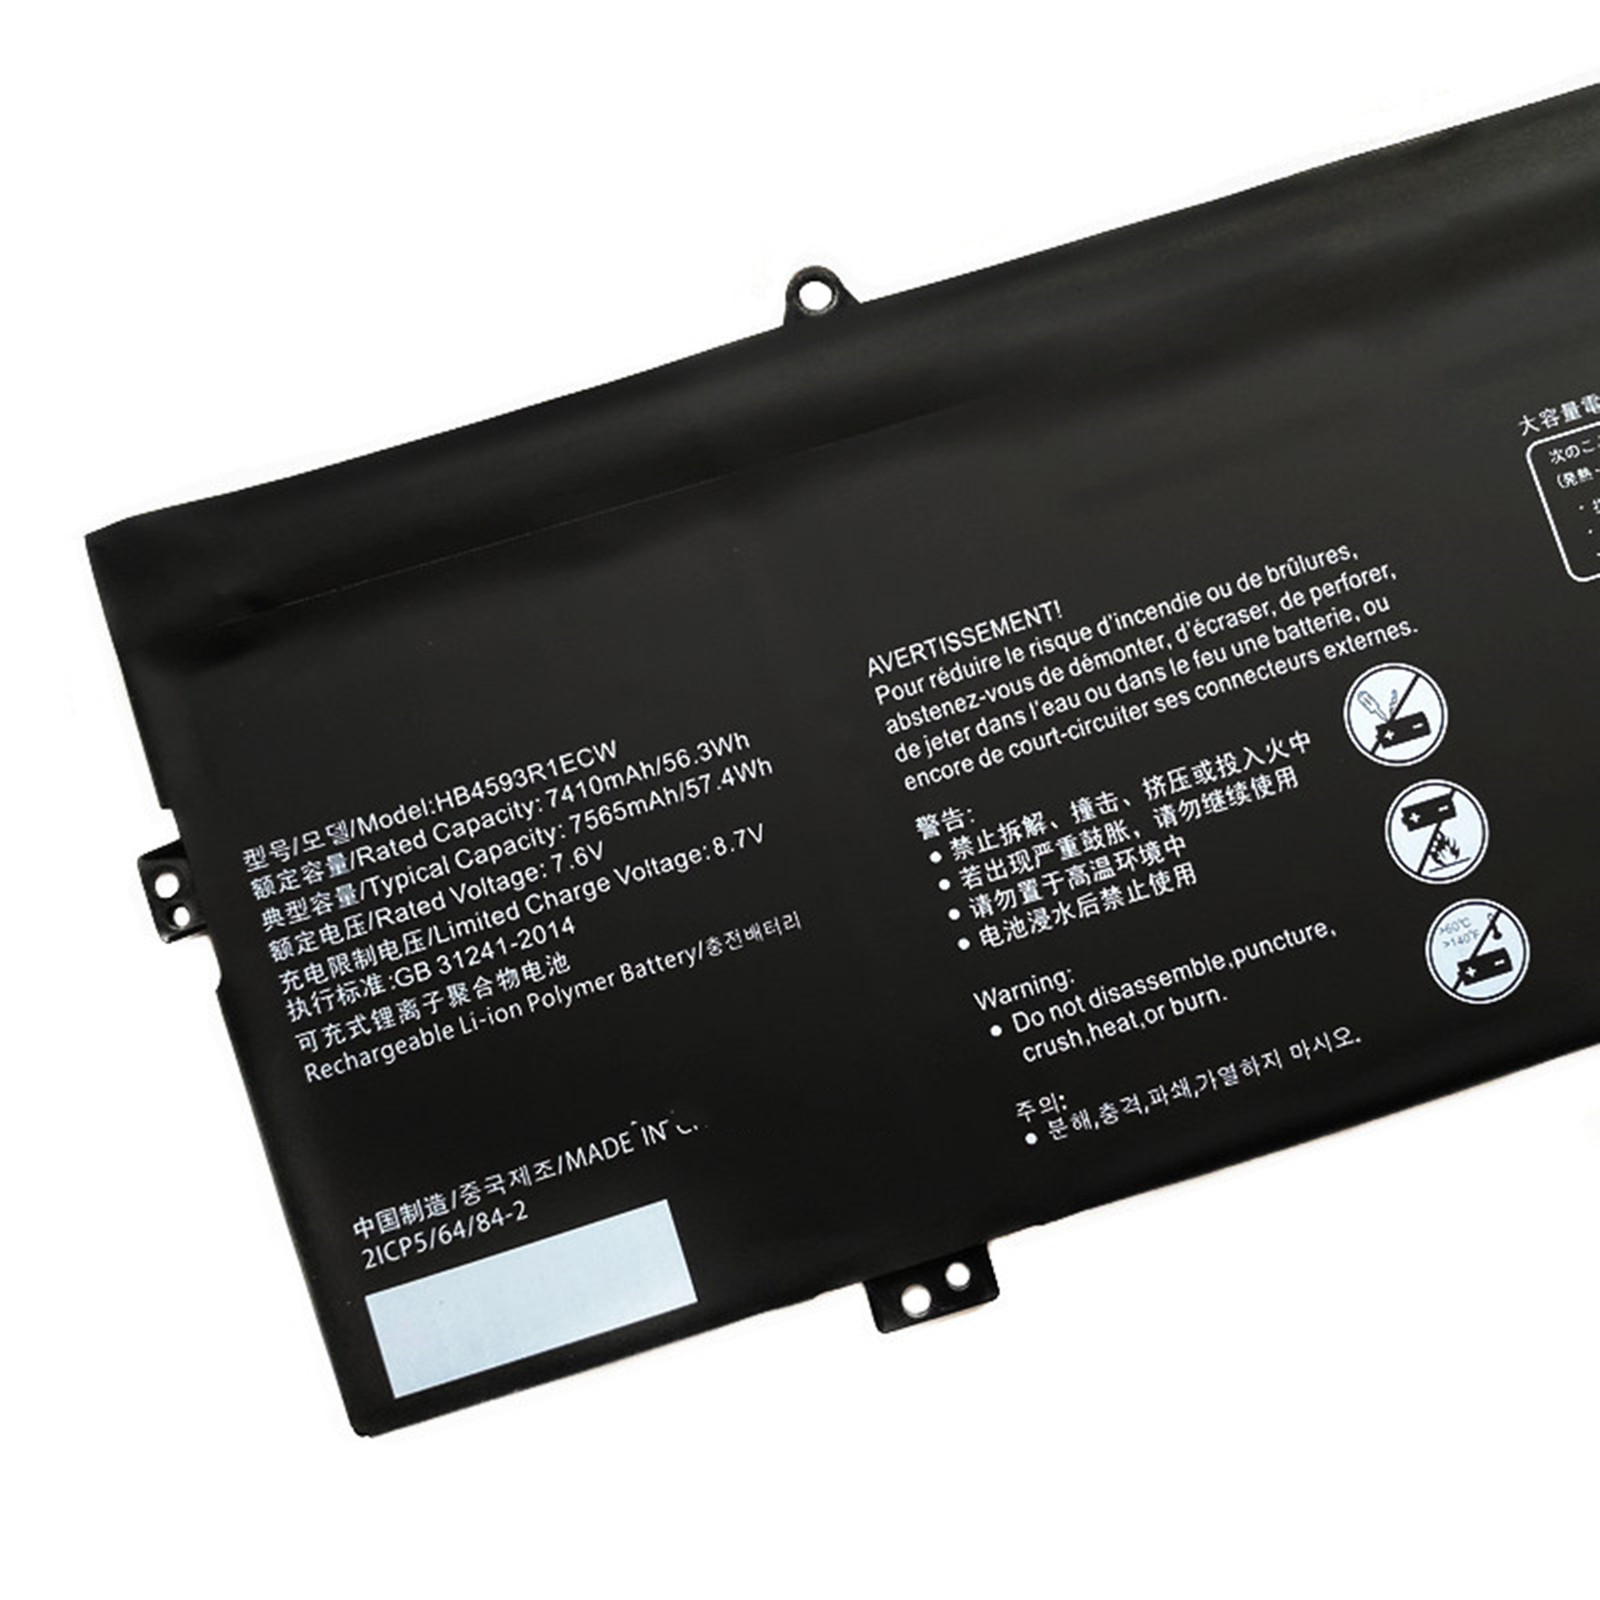 型号/모델/Model:HB4593R1ECW
额定容量/Rated Capacity: 7410mAh/56.3Wh
典型容量/Typical Capacity: 7565mAh/57.4Wh
额定电压/Rated Voltage: 7.6V
充电限制电压/Limited Charge Voltage: 8.7V
执行标准:GB 31241-2014
可充式锂离子聚合物电池
Rechargeable Li-ion Polymer Battery/충전배터리
中国制造/중국제조/MADE IN
2ICP5/64/84-2
AVERTISSEMENT!
Pour réduire le risque d'incendie ou de brûlures,
abstenez-vous de démonter, d'écraser, de perforer,
de jeter dans l'eau ou dans le feu une batterie, ou
encore de court-circuiter ses connecteurs externes.
警告:
• 禁止拆解、撞击、挤压或投入火中
• 若出现严重鼓胀，请勿继续使用
• 请勿置于高温环境中
• 电池浸水后禁止使用
Warning:
• Do not disassemble,puncture,
crush,heat,or burn.
주의:
• 분해,충격,파쇄,가열하지 마시오.
>60°C
>140°F
大容量電
次のこ
(発熱